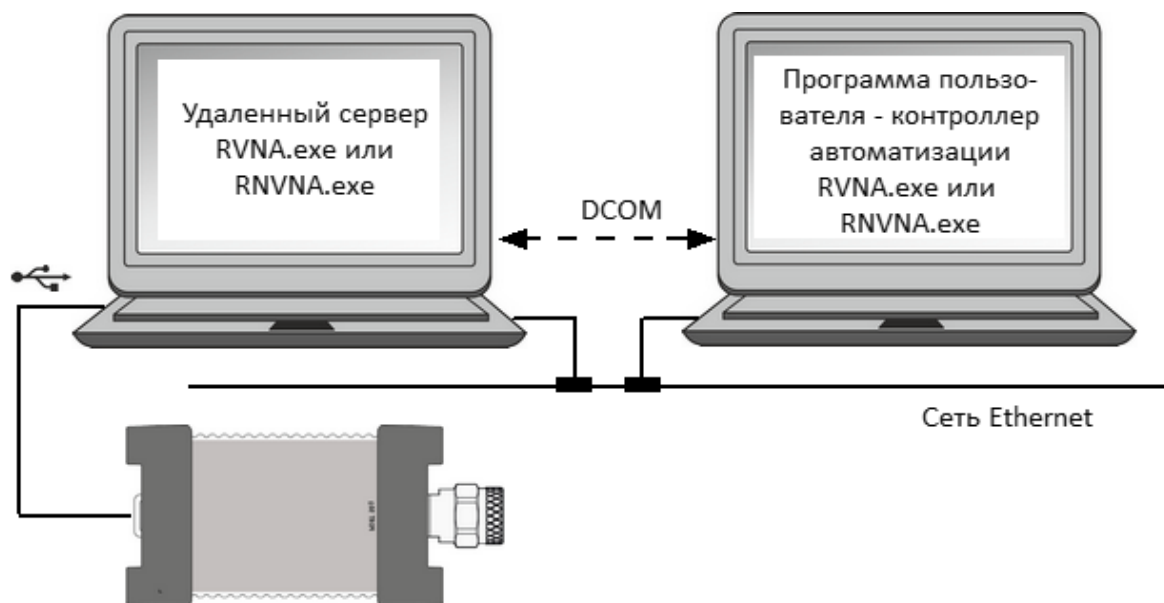 Удаленный сервер
RVNA.exe или
RNVNA.exe
Программа пользо-
вателя - контроллер
автоматизации
RVNA.exe или
RNVNA.exe
DCOM
Сеть Ethernet